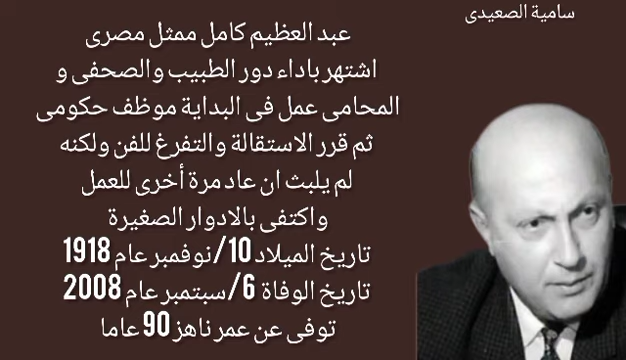 سامية الصعيدى
عبد العظيم كامل ممثل مصرى
اشتهر باداء دور الطبيب والصحفى و
المحامى عمل فى البداية موظف حكومى
ثم قرر الاستقالة والتفرغ للفن ولكنه
لم يلبث ان عاد مرة أخرى للعمل
واكتفى بالادوار الصغيرة
تاريخ الميلاد 10/نوفمبر عام 1918
تاريخ الوفاة 6/سبتمبر عام 2008
توفى عن عمر ناهز 90 عاما